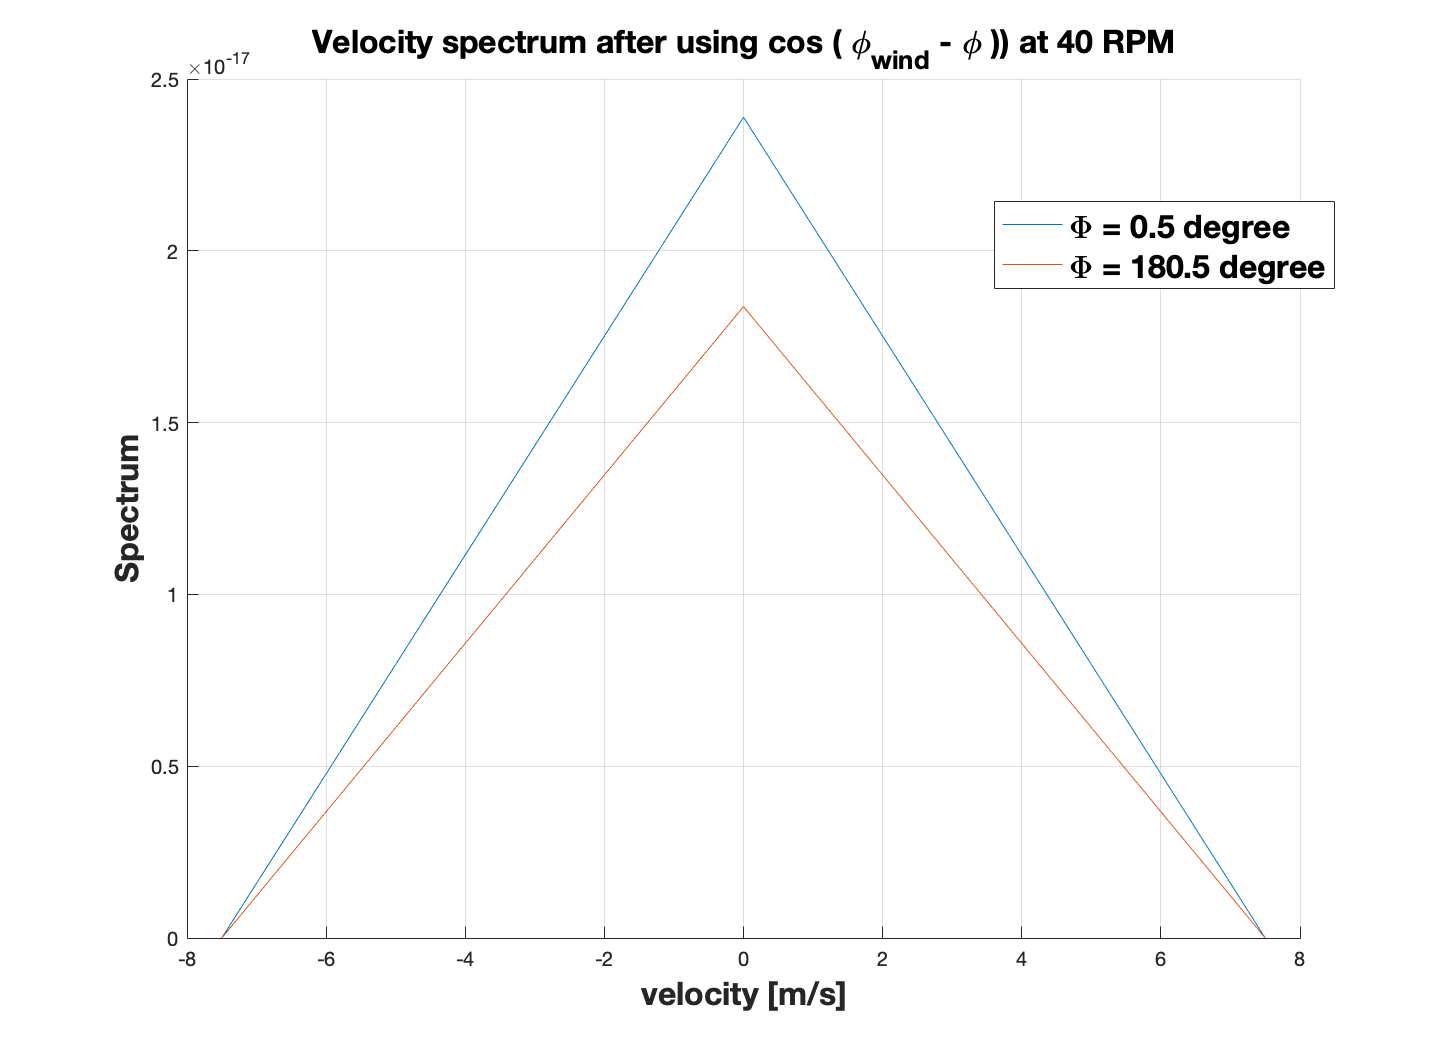 Velocity spectrum after using cos ( ϕwind - ϕ )) at 40 RPM
×10-17
2.5
2
1.5
1
0.5
0
Spectrum
Φ = 0.5 degree
Φ = 180.5 degree
-8 -6 -4 -2 0 2 4 6 8
velocity [m/s]